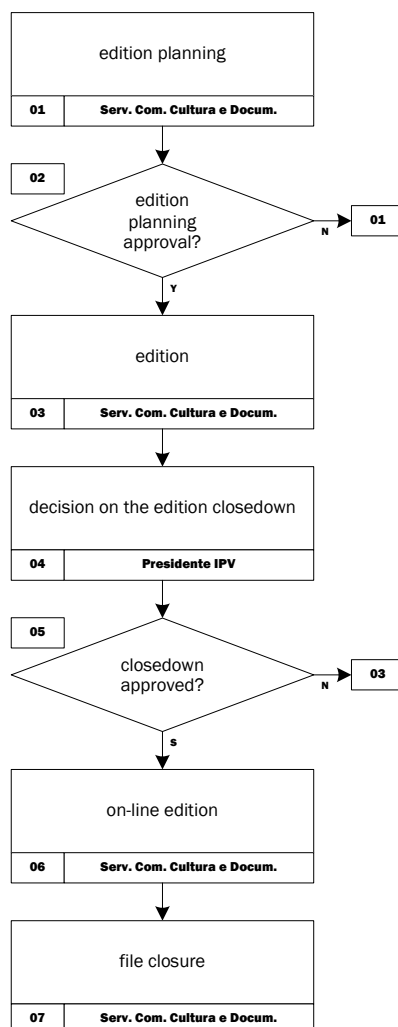 edition planning
01 Serv. Com. Cultura e Docum.
02
edition
planning
approval?
N
01
Y
edition
03 Serv. Com. Cultura e Docum.
decision on the edition closedown
04 Presidente IPV
05
closedown
approved?
N
03
S
on-line edition
06 Serv. Com. Cultura e Docum.
file closure
07 Serv. Com. Cultura e Docum.